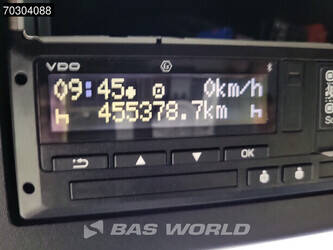 70304088
VDO
09:45 0km/h
h 455378.7km h
OK
BAS WORLD